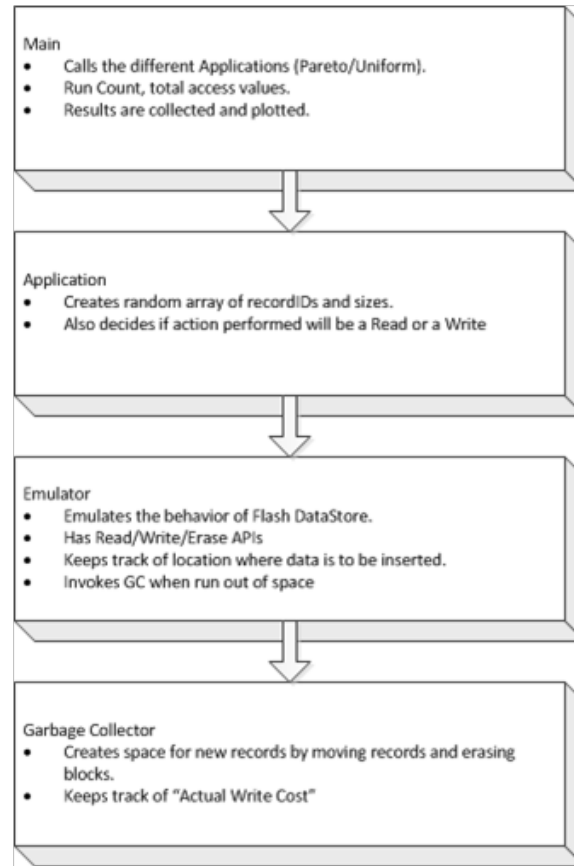 Main
• Calls the different Applications (Pareto/Uniform).
• Run Count, total access values.
• Results are collected and plotted.
Application
• Creates random array of recordIDs and sizes.
• Also decides if action performed will be a Read or a Write
Emulator
• Emulates the behavior of Flash DataStore.
• Has Read/Write/Erase APIs
• Keeps track of location where data is to be inserted.
• Invokes GC when run out of space
Garbage Collector
• Creates space for new records by moving records and erasing
blocks.
• Keeps track of “Actual Write Cost”